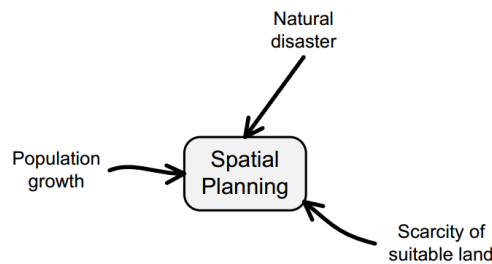 Natural
disaster
Population
growth
Spatial
Planning
Scarcity of
suitable land